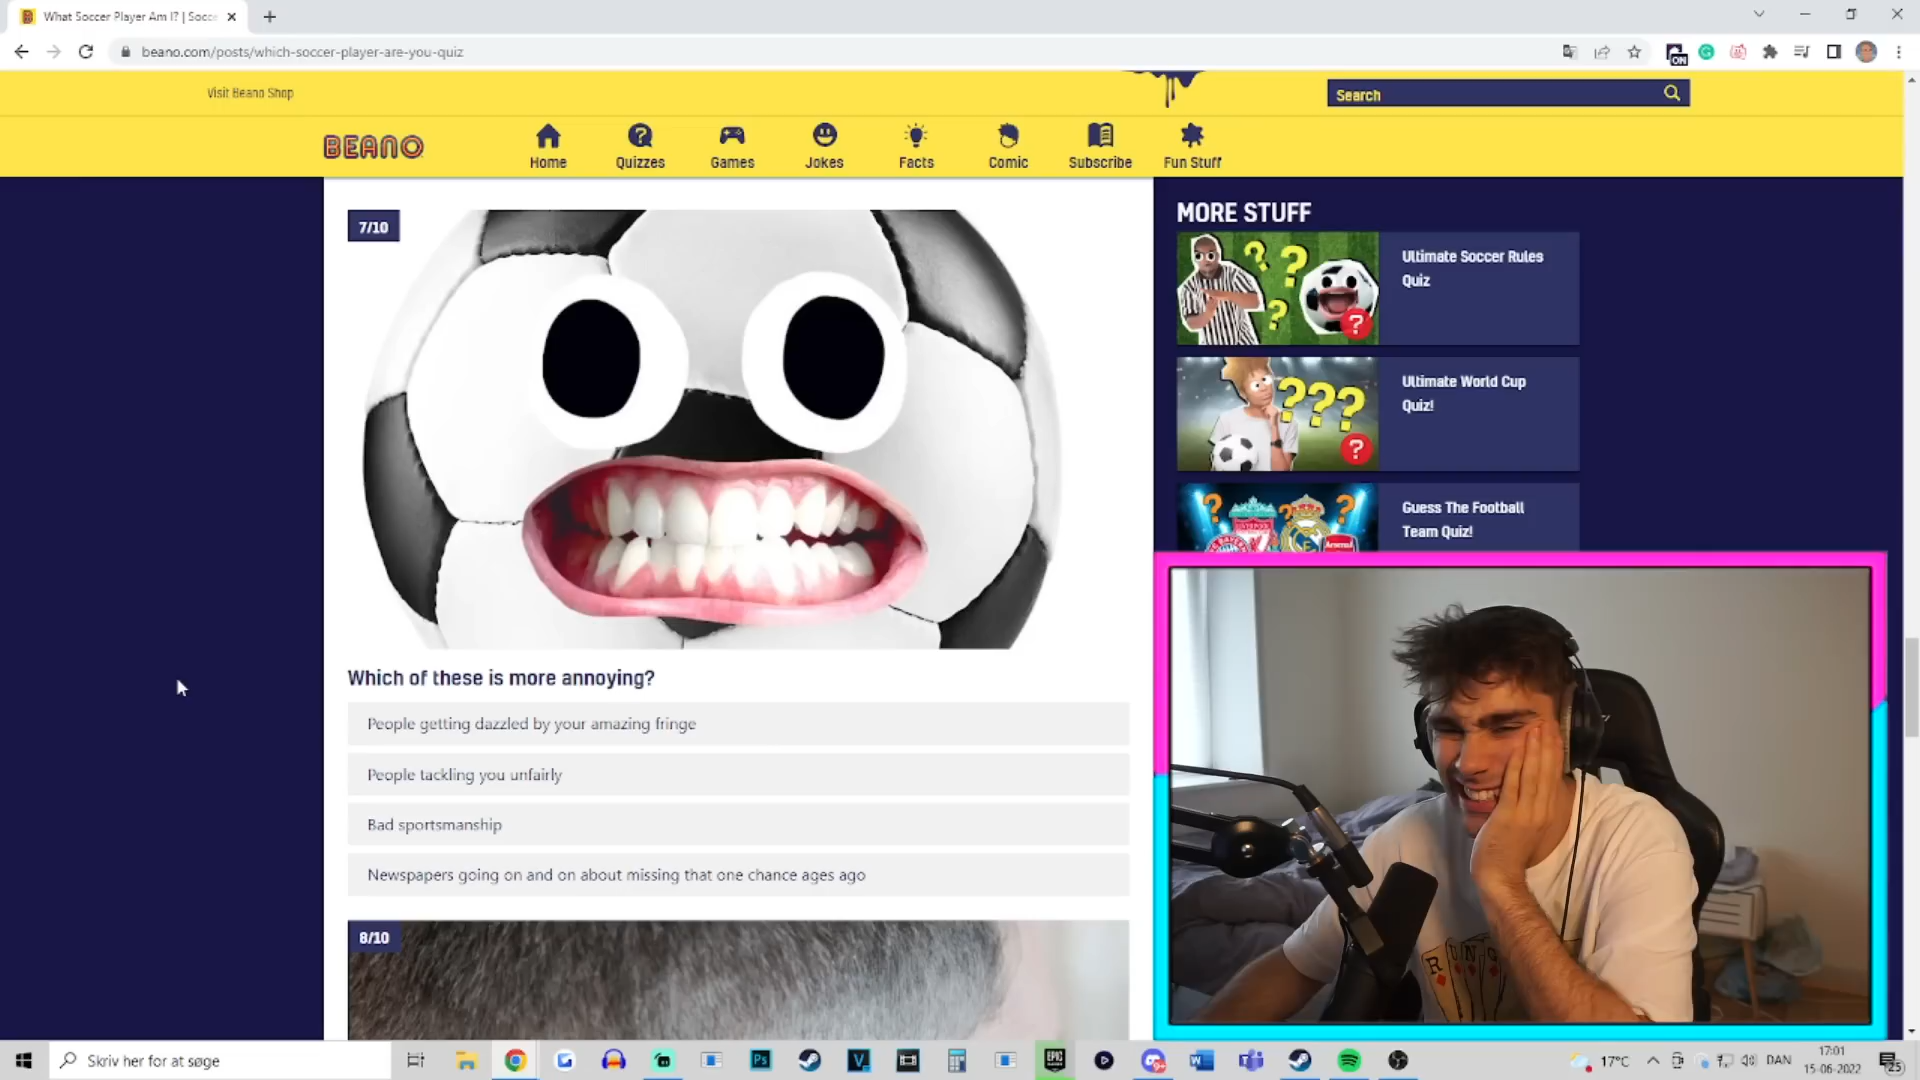 What Soccer Player Am I? | Socce
beano.com/posts/which-soccer-player-are-you-quiz
ON
Visit Beano Shop
Search
BEANO
Home
Quizzes
Games
Jokes
Facts
Comic
Subscribe
Fun Stuff
7/10
MORE STUFF
Ultimate Soccer Rules
Quiz
Ultimate World Cup
Quiz!
Guess The Football
Team Quiz!
Which of these is more annoying?
People getting dazzled by your amazing fringe
People tackling you unfairly
Bad sportsmanship
Newspapers going on and on about missing that one chance ages ago
8/10
Skriv her for at søge
17°C
DAN
17:01
15-06-2022
25